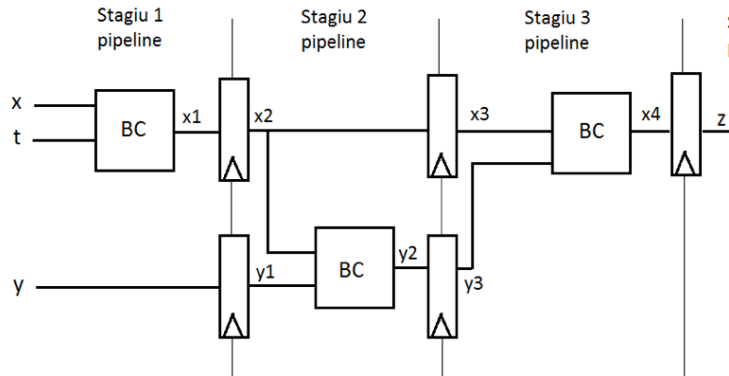 Stagiu 1
pipeline
Stagiu 2
pipeline
Stagiu 3
pipeline
x
t
BC
x1
x2
x3
BC
x4
z
y
y1
BC
y2
y3